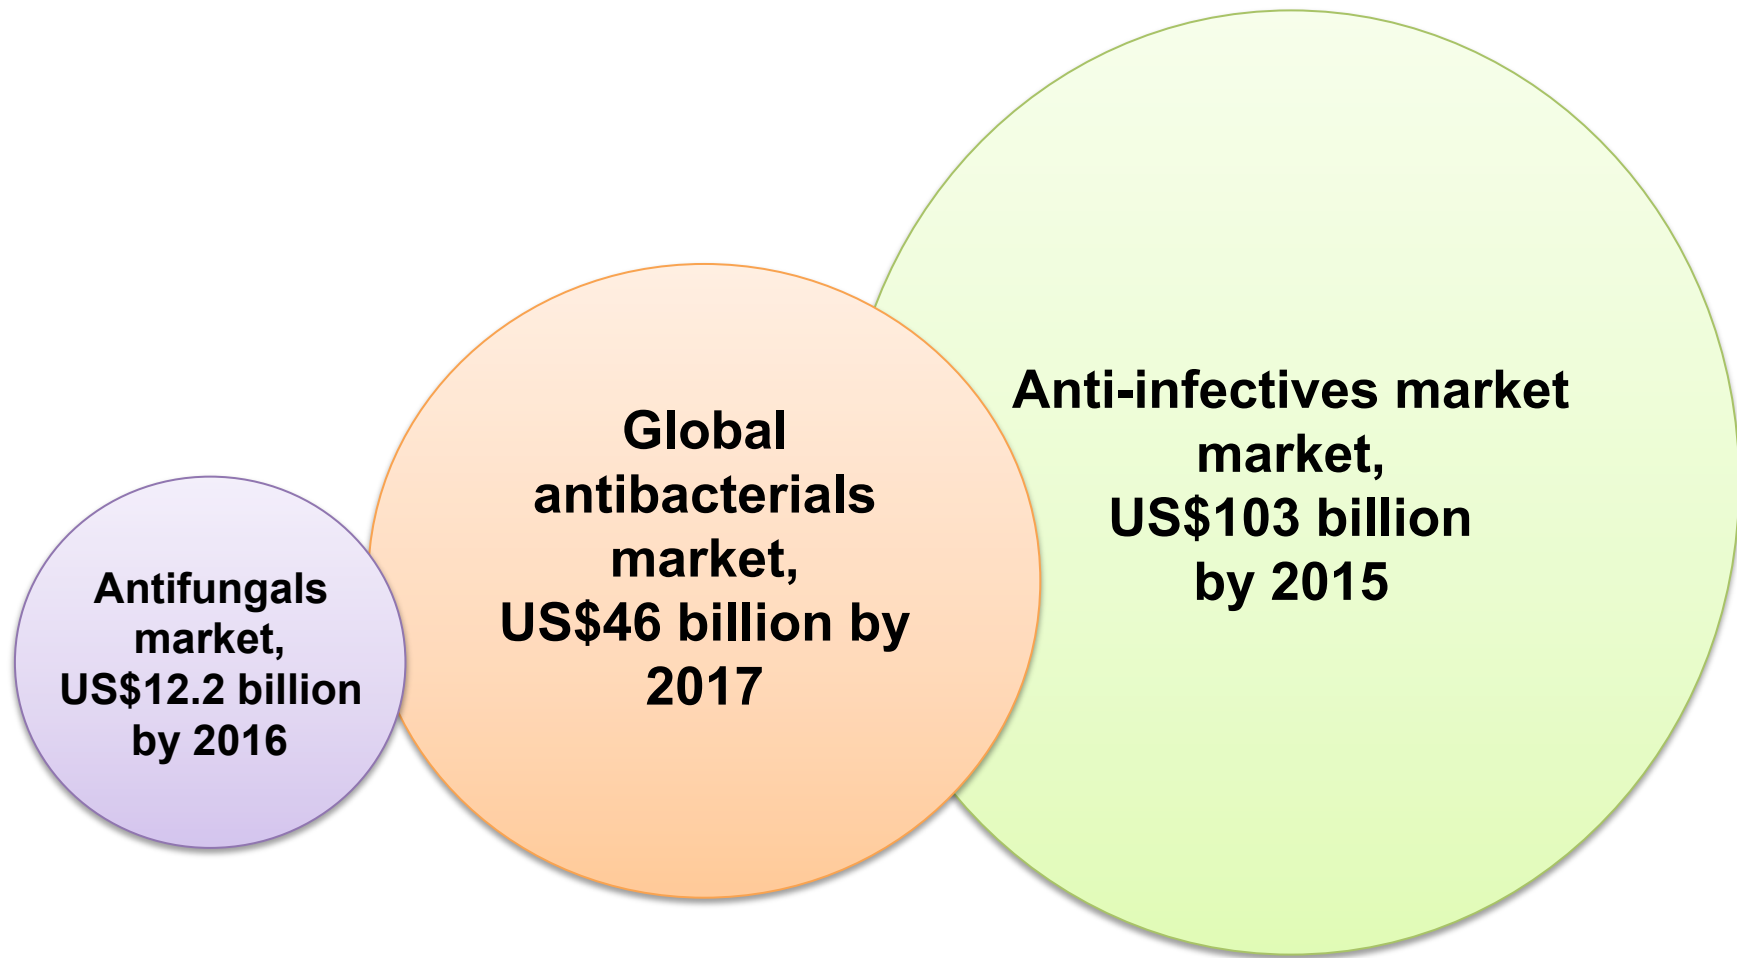 Antifungals
market,
US$12.2 billion
by 2016
Global
antibacterials
market,
US$46 billion by
2017
Anti-infectives market
market,
US$103 billion
by 2015